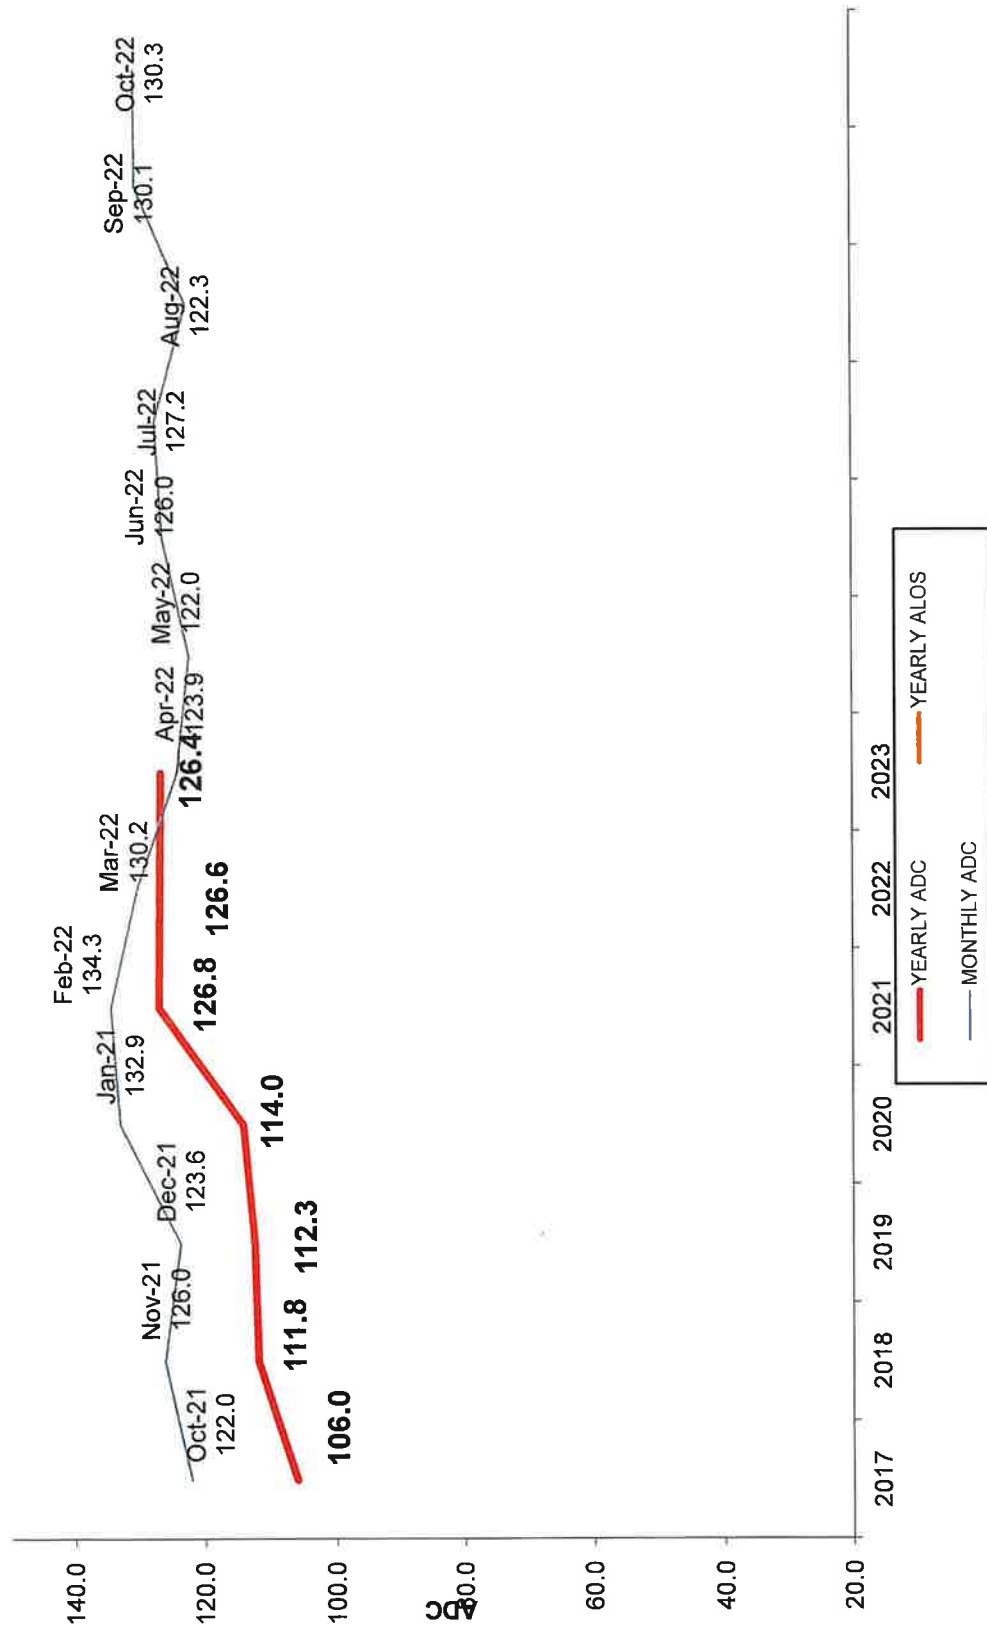 140.0
120.0
100.0
80.0
60.0
40.0
20.0
ADC
Oct-21
122.0
Nov-21
126.0
Dec-21
123.6
Jan-21
132.9
Feb-22
134.3
Mar-22
130.2
Apr-22
123.9
May-22
122.0
Jun-22
126.0
Jul-22
127.2
Aug-22
122.3
Sep-22
130.1
Oct-22
130.3
106.0
111.8
112.3
114.0
126.8
126.6
126.4
2017
2018
2019
2020
2021
2022
2023
YEARLY ADC
YEARLY ALOS
MONTHLY ADC